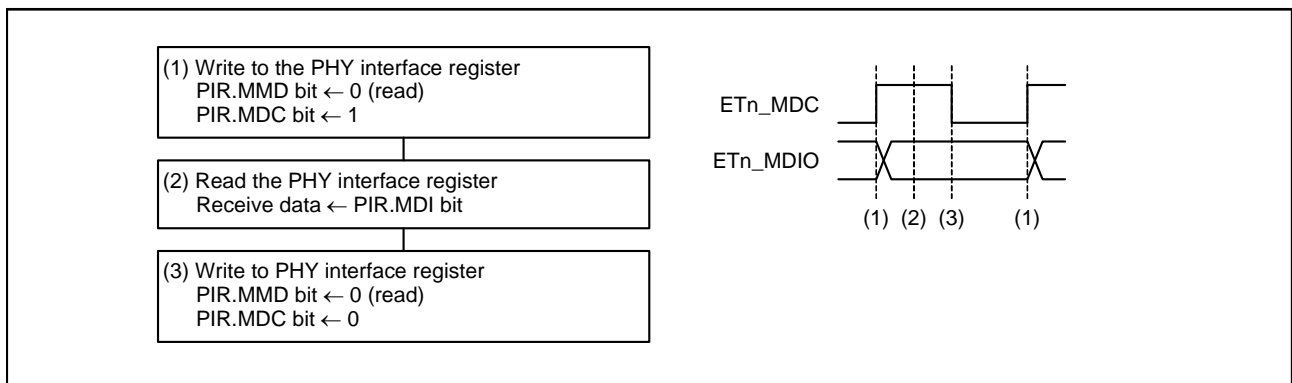 (1) Write to the PHY interface register
PIR.MMD bit ← 0 (read)
PIR.MDC bit ← 1
(2) Read the PHY interface register
Receive data ← PIR.MDI bit
(3) Write to PHY interface register
PIR.MMD bit ← 0 (read)
PIR.MDC bit ← 0
ETn_MDC
ETn_MDIO
(1) (2) (3) (1)